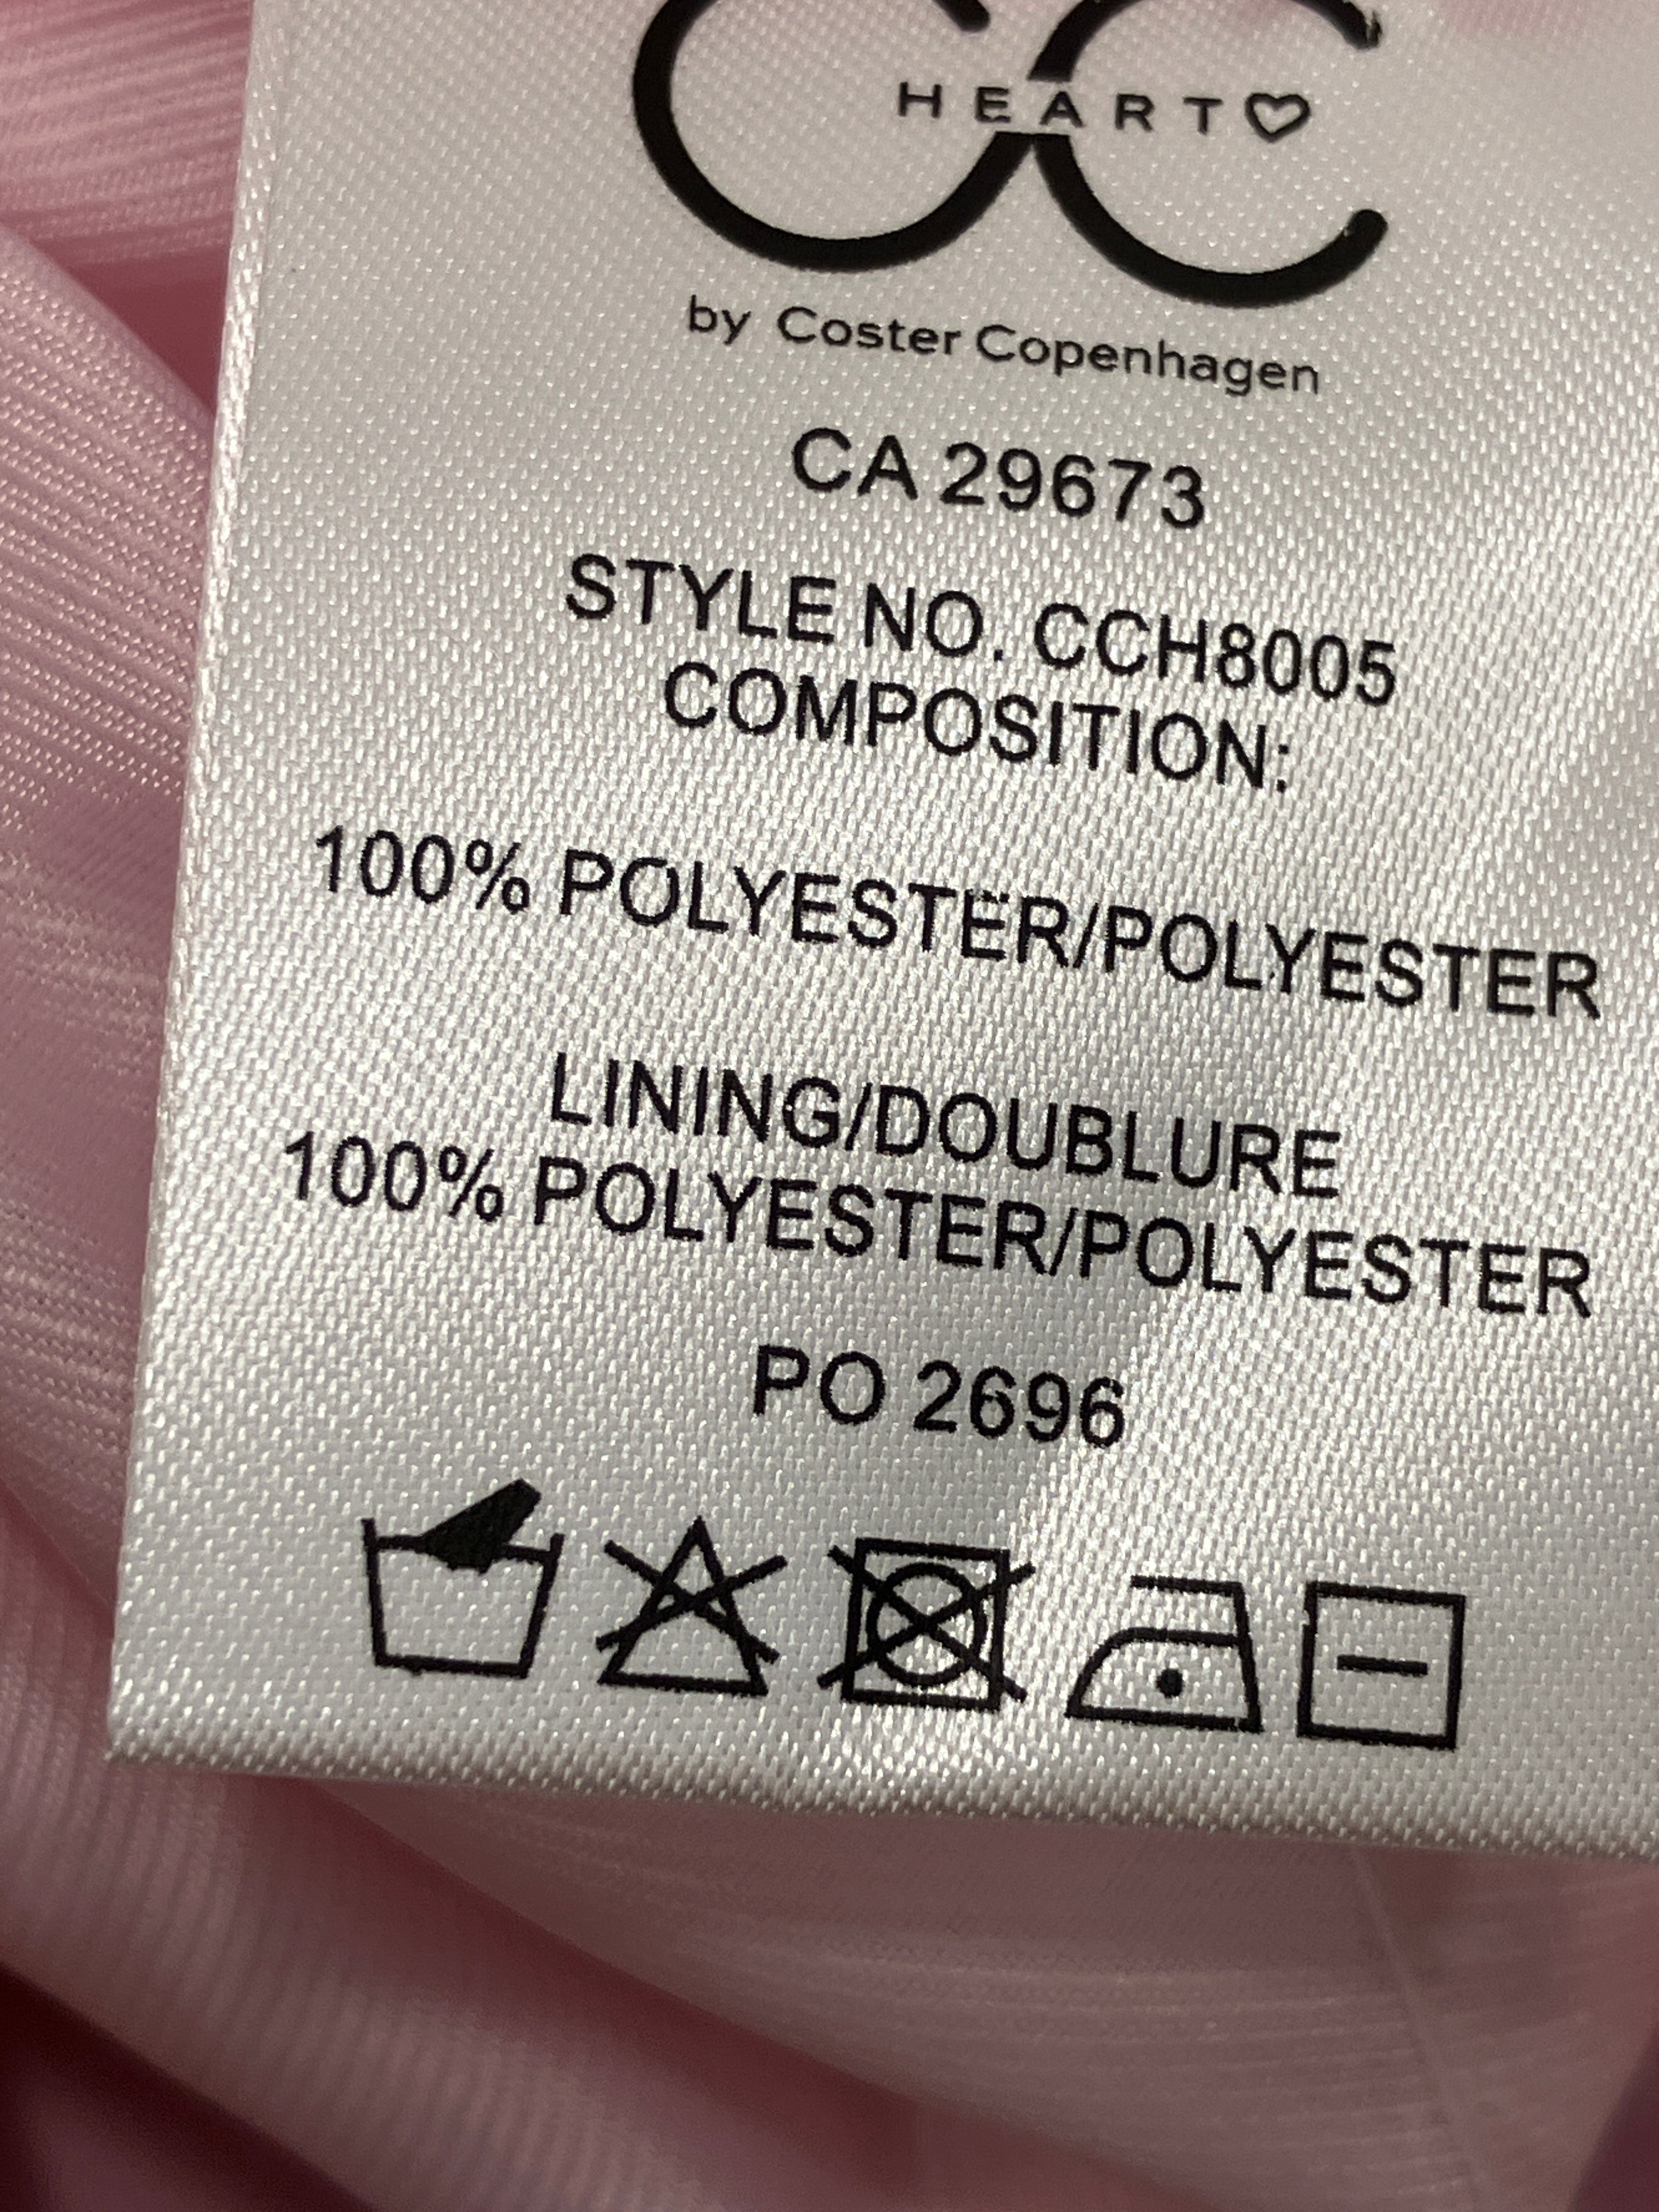 CC
HEART
by Coster Copenhagen
CA 29673
STYLE NO. CCH8005
COMPOSITION:
100% POLYESTER/POLYESTER
LINING/DOUBLURE
100% POLYESTER/POLYESTER
PO 2696